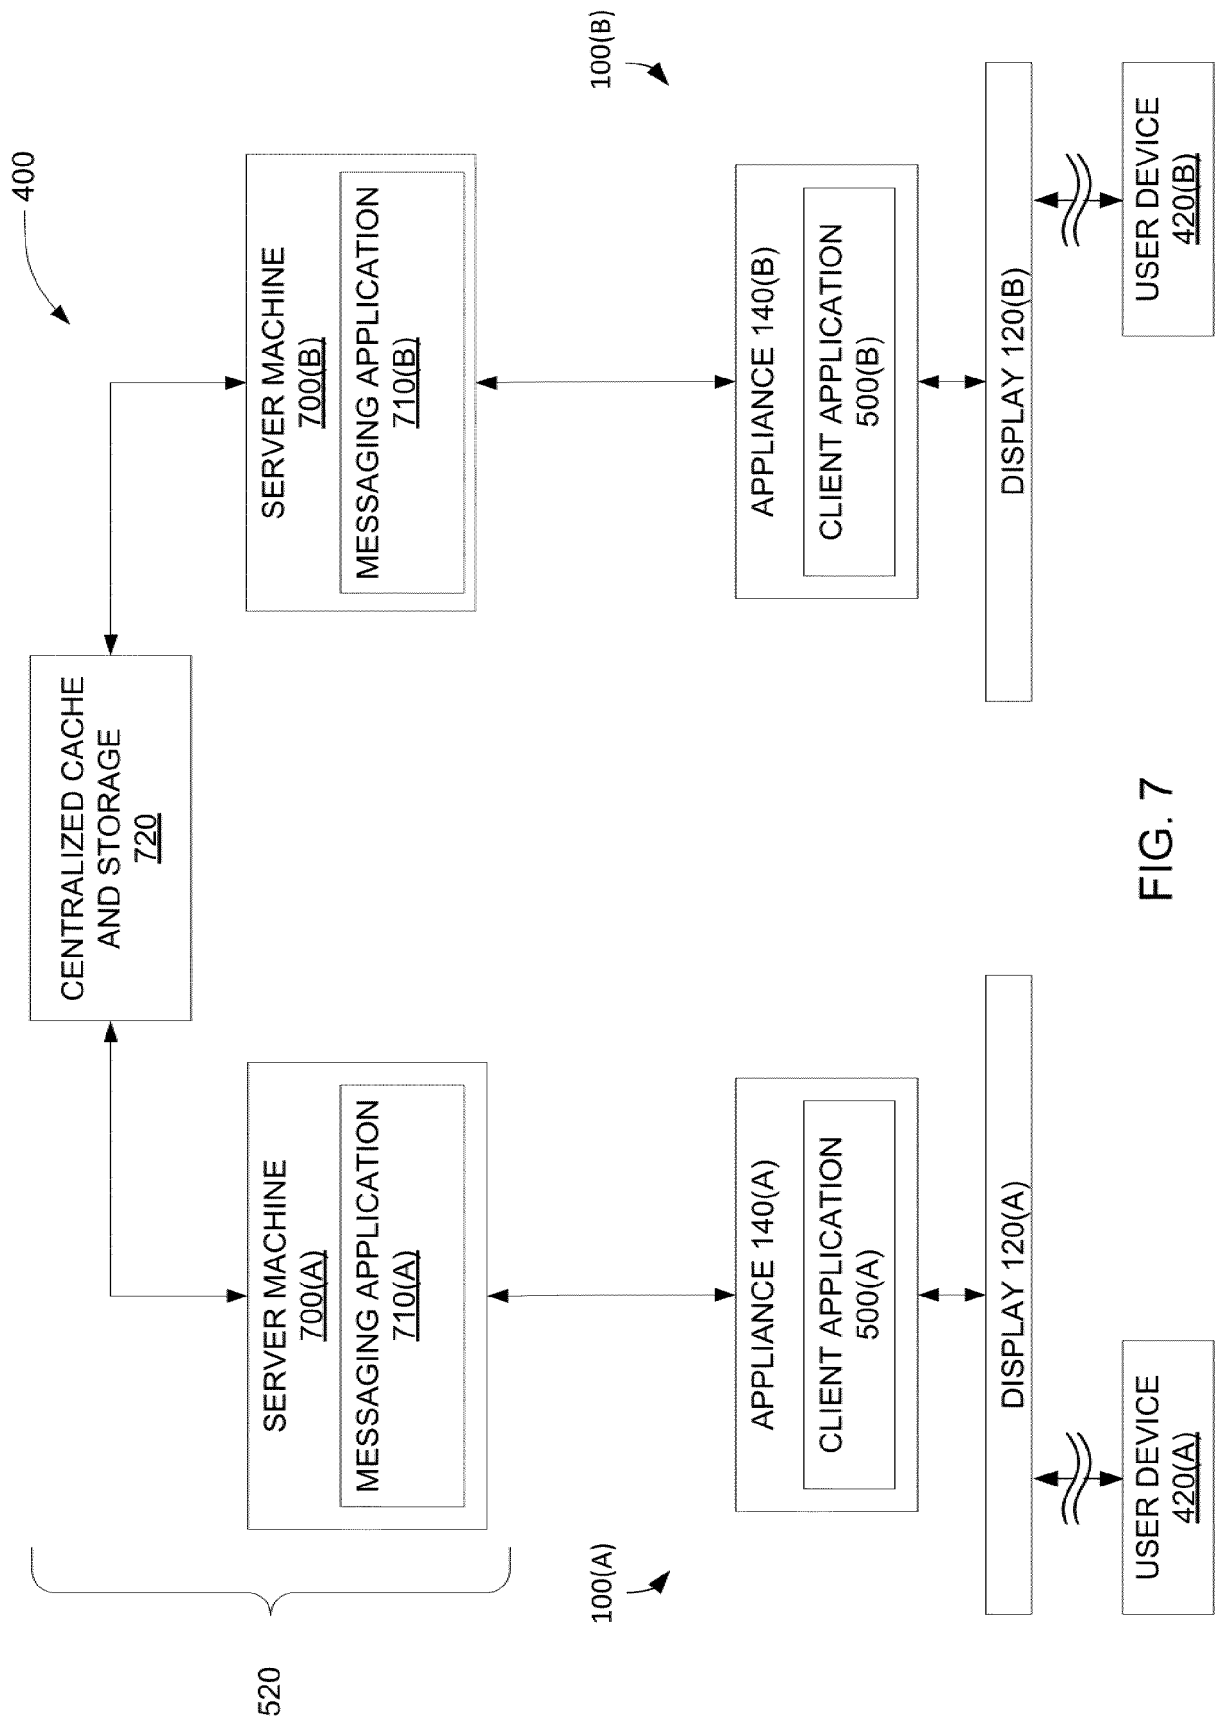 400
CENTRALIZED CACHE
AND STORAGE
720
520
SERVER MACHINE
700(A)
MESSAGING APPLICATION
710(A)
SERVER MACHINE
700(B)
MESSAGING APPLICATION
710(B)
100(A)
100(B)
APPLIANCE 140(A)
CLIENT APPLICATION
500(A)
APPLIANCE 140(B)
CLIENT APPLICATION
500(B)
DISPLAY 120(A)
DISPLAY 120(B)
USER DEVICE
420(A)
USER DEVICE
420(B)
FIG. 7